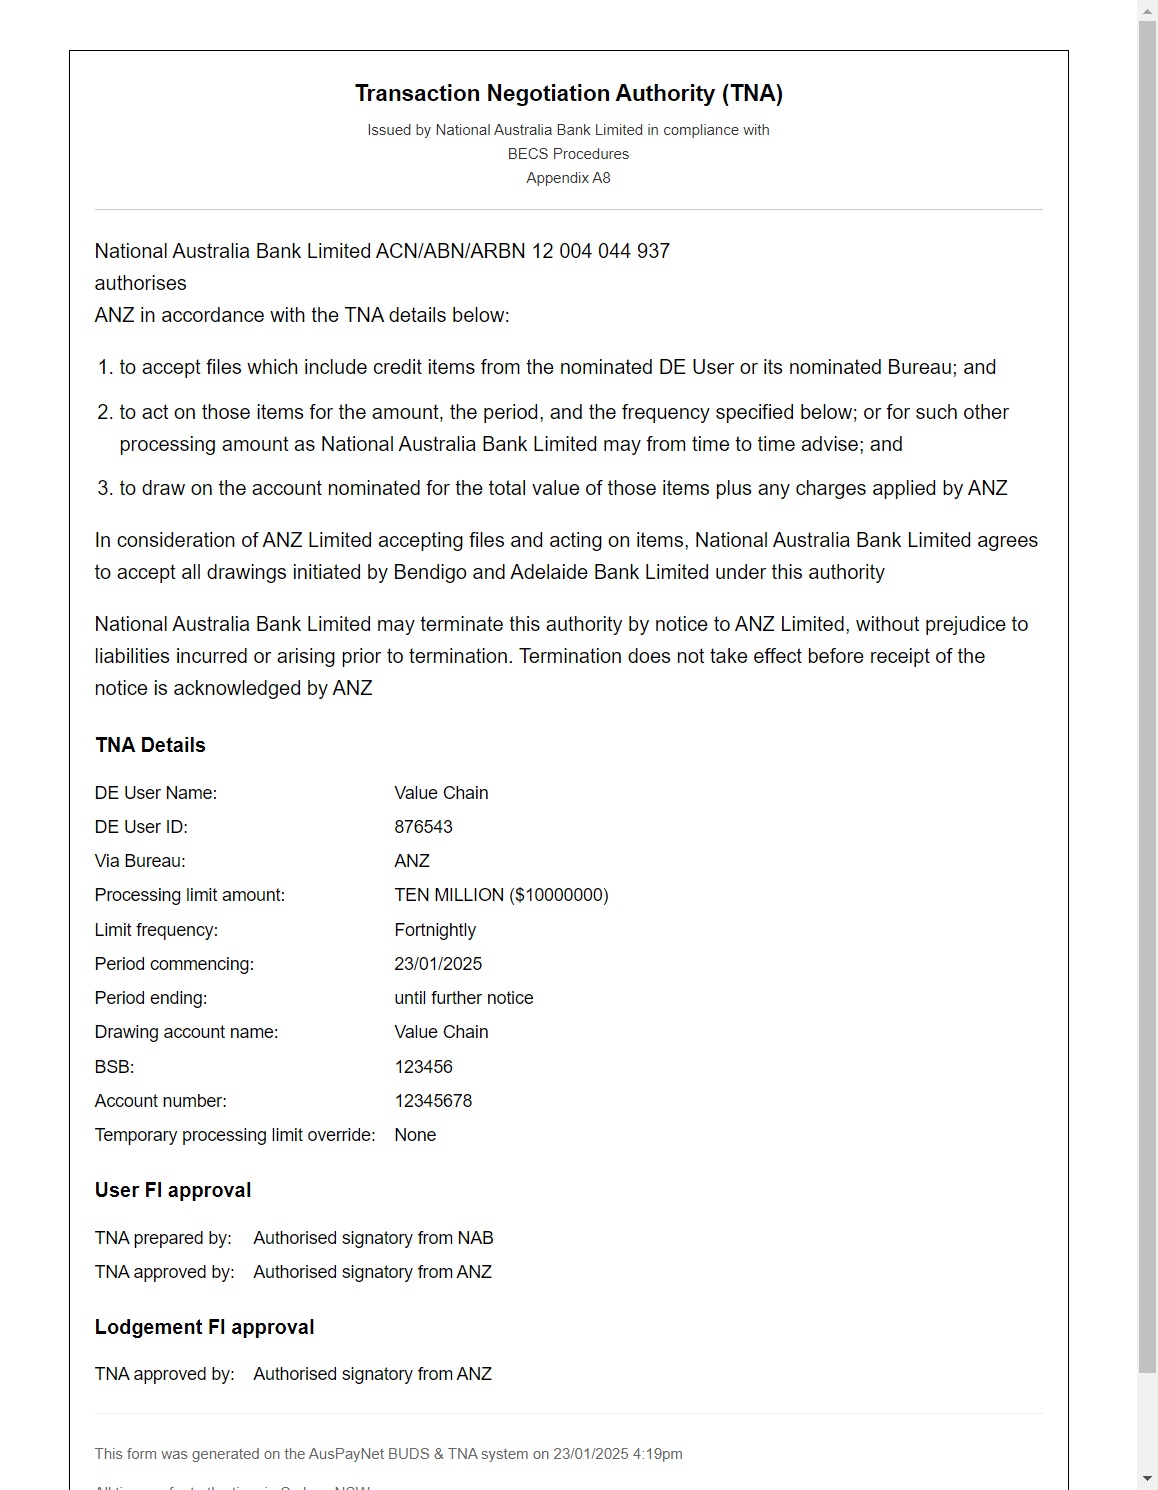 Transaction Negotiation Authority (TNA)
Issued by National Australia Bank Limited in compliance with
BECS Procedures
Appendix A8
National Australia Bank Limited ACN/ABN/ARBN 12 004 044 937
authorises
ANZ in accordance with the TNA details below:
1. to accept files which include credit items from the nominated DE User or its nominated Bureau; and
2. to act on those items for the amount, the period, and the frequency specified below; or for such other
processing amount as National Australia Bank Limited may from time to time advise; and
3. to draw on the account nominated for the total value of those items plus any charges applied by ANZ
In consideration of ANZ Limited accepting files and acting on items, National Australia Bank Limited agrees
to accept all drawings initiated by Bendigo and Adelaide Bank Limited under this authority
National Australia Bank Limited may terminate this authority by notice to ANZ Limited, without prejudice to
liabilities incurred or arising prior to termination. Termination does not take effect before receipt of the
notice is acknowledged by ANZ
TNA Details
DE User Name: Value Chain
DE User ID: 876543
Via Bureau: ANZ
Processing limit amount: TEN MILLION ($10000000)
Limit frequency: Fortnightly
Period commencing: 23/01/2025
Period ending: until further notice
Drawing account name: Value Chain
BSB: 123456
Account number: 12345678
Temporary processing limit override: None
User FI approval
TNA prepared by: Authorised signatory from NAB
TNA approved by: Authorised signatory from ANZ
Lodgement FI approval
TNA approved by: Authorised signatory from ANZ
This form was generated on the AusPayNet BUDS & TNA system on 23/01/2025 4:19pm